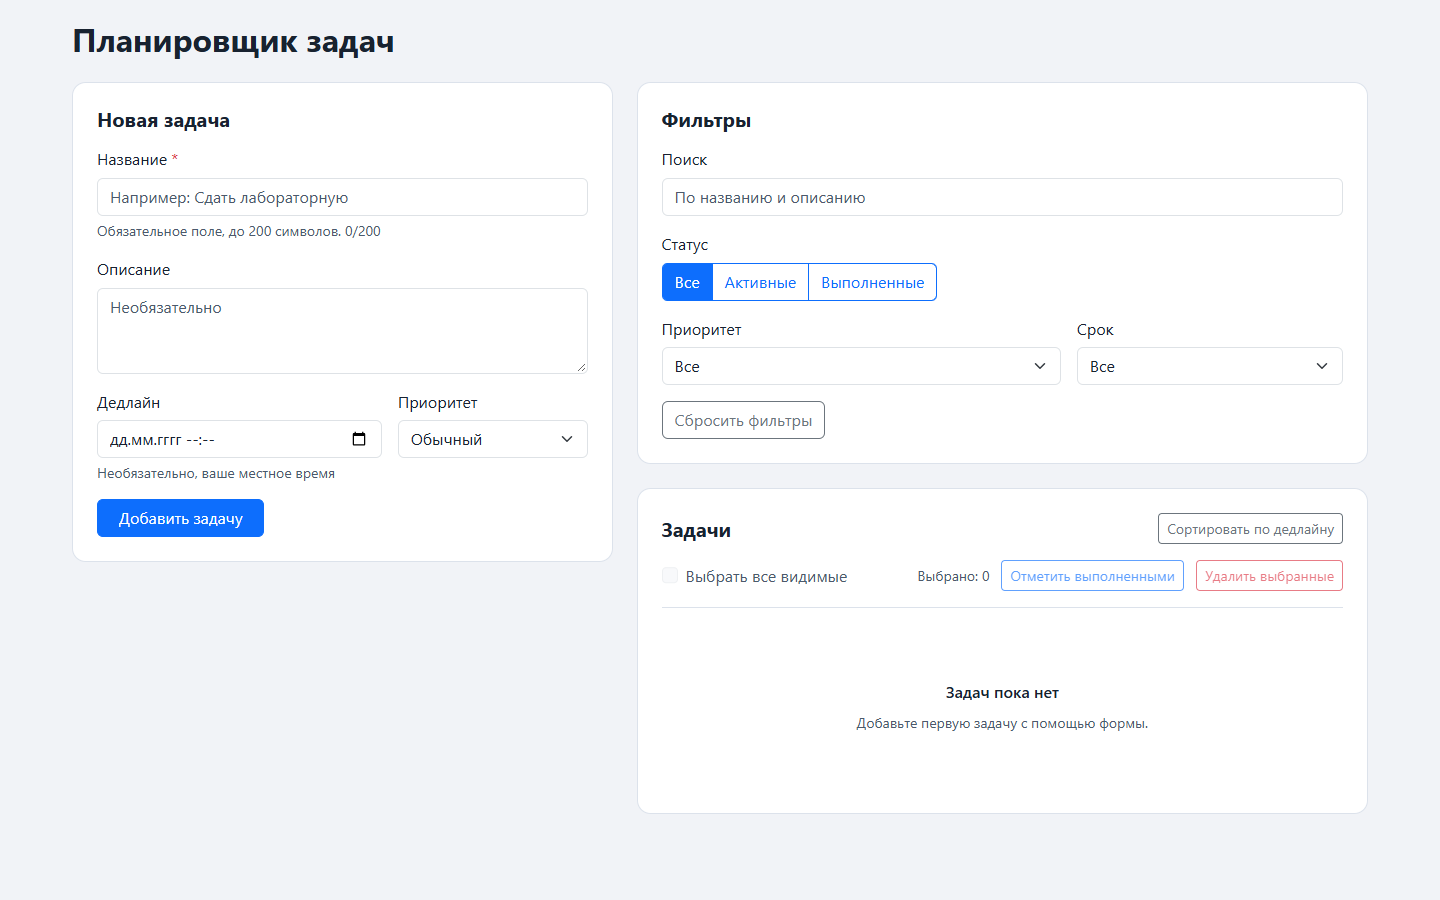 Планировщик задач
Новая задача
Название *
Например: Сдать лабораторную
Обязательное поле, до 200 символов. 0/200
Описание
Необязательно
Дедлайн
Приоритет
дд.мм.гггг --:--
Обычный
Необязательно, ваше местное время
Добавить задачу
Фильтры
Поиск
По названию и описанию
Статус
Все
Активные
Выполненные
Приоритет
Срок
Все
Все
Сбросить фильтры
Задачи
Сортировать по дедлайну
Выбрать все видимые
Выбрано: 0
Отметить выполненными
Удалить выбранные
Задач пока нет
Добавьте первую задачу с помощью формы.